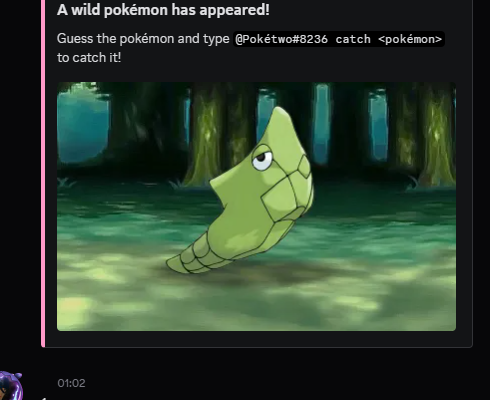 A wild pokémon has appeared!
Guess the pokémon and type @Pokétwo#8236 catch <pokémon>
to catch it!
01:02